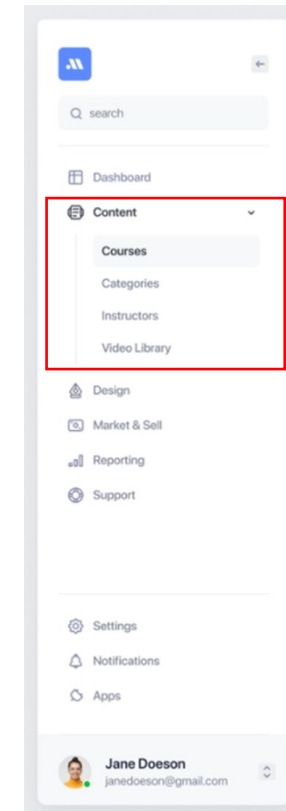 search
Dashboard
Content
Courses
Categories
Instructors
Video Library
Design
Market & Sell
Reporting
Support
Settings
Notifications
Apps
Jane Doeson
janedoeson@gmail.com